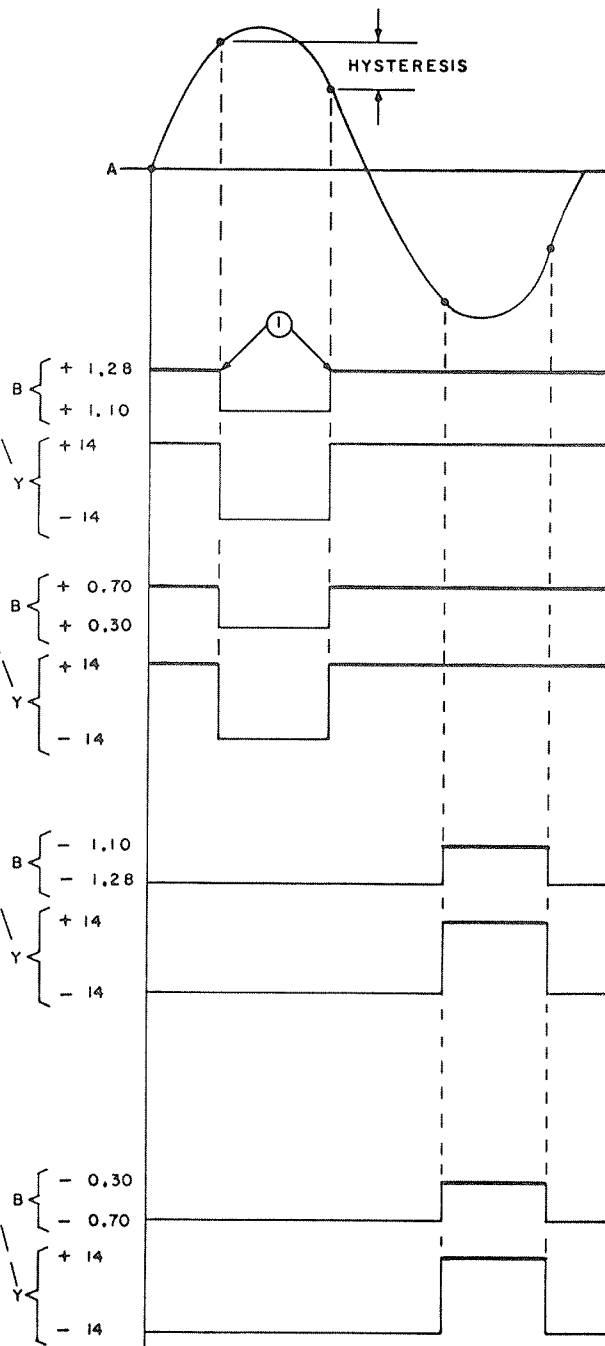 HYSTERESIS
A
1
B
+ 1.28
+ 1.10
Y
+ 14
- 14
B
+ 0.70
+ 0.30
Y
+ 14
- 14
B
- 1.10
- 1.28
Y
+ 14
- 14
B
- 0.30
- 0.70
Y
+ 14
- 14